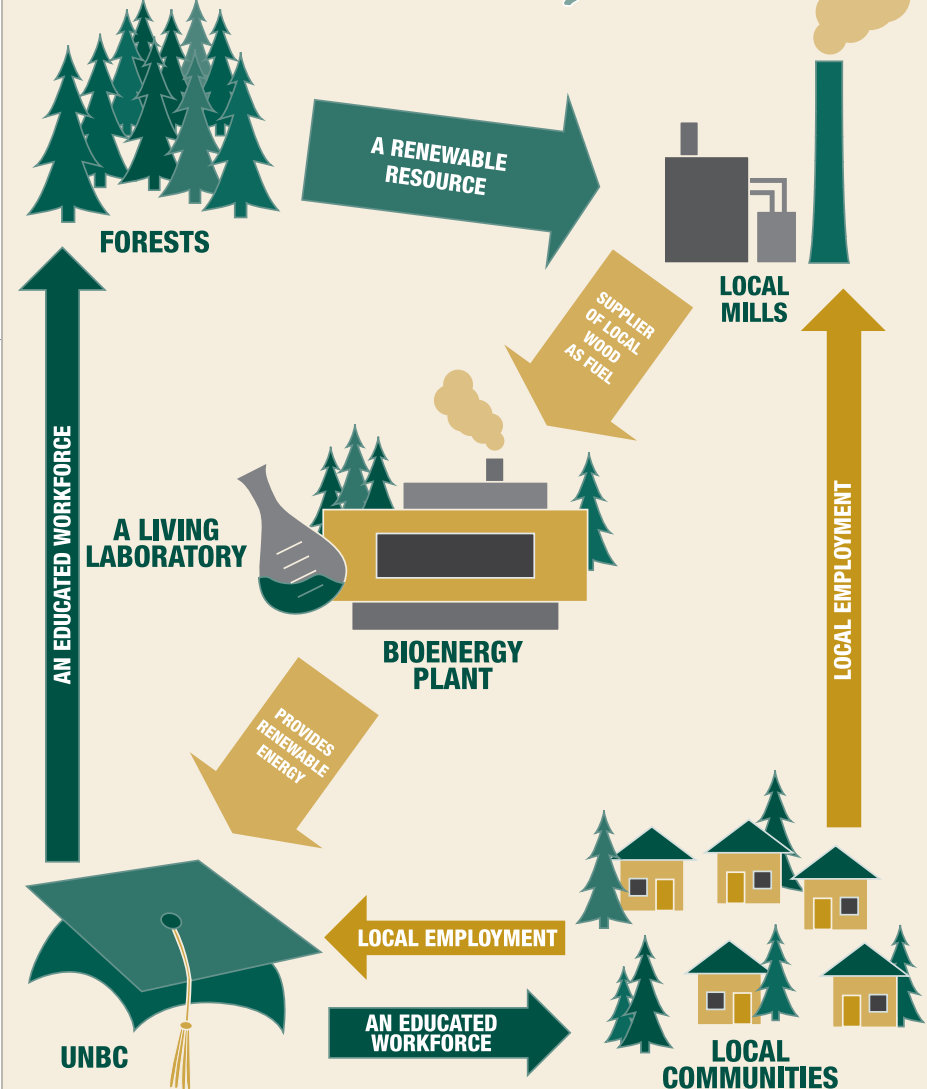 A RENEWABLE
RESOURCE
FORESTS
LOCAL
MILLS
SUPPLIER
OF LOCAL
WOOD
AS FUEL
AN EDUCATED WORKFORCE
A LIVING
LABORATORY
LOCAL EMPLOYMENT
BIOENERGY
PLANT
PROVIDES
RENEWABLE
ENERGY
LOCAL EMPLOYMENT
AN EDUCATED
WORKFORCE
UNBC
LOCAL
COMMUNITIES